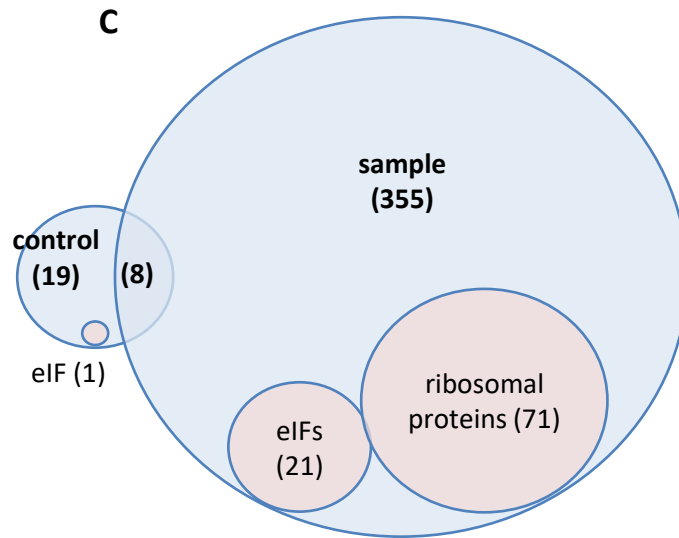 C
sample
(355)
control
(19)
(8)
eIF (1)
ribosomal
proteins (71)
eIFs
(21)